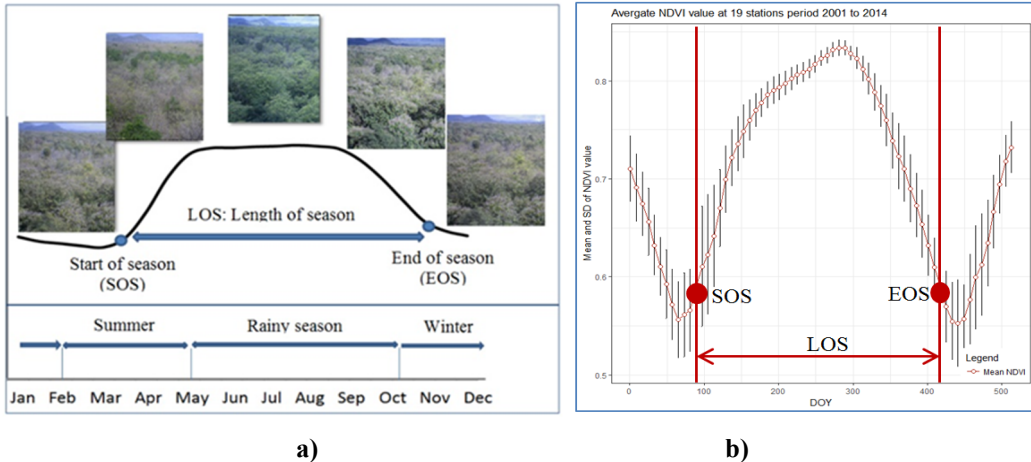 LOS: Length of season
Start of season
(SOS)
End of season
(EOS)
Summer
Rainy season
Winter
Jan Feb Mar Apr May Jun Jul Aug Sep Oct Nov Dec
a)
Avergate NDVI value at 19 stations period 2001 to 2014
Mean and SD of NDVI value
0.8
0.7
0.6
0.5
SOS
EOS
LOS
Legend
Mean NDVI
0 100 200 300 400 500
DOY
b)